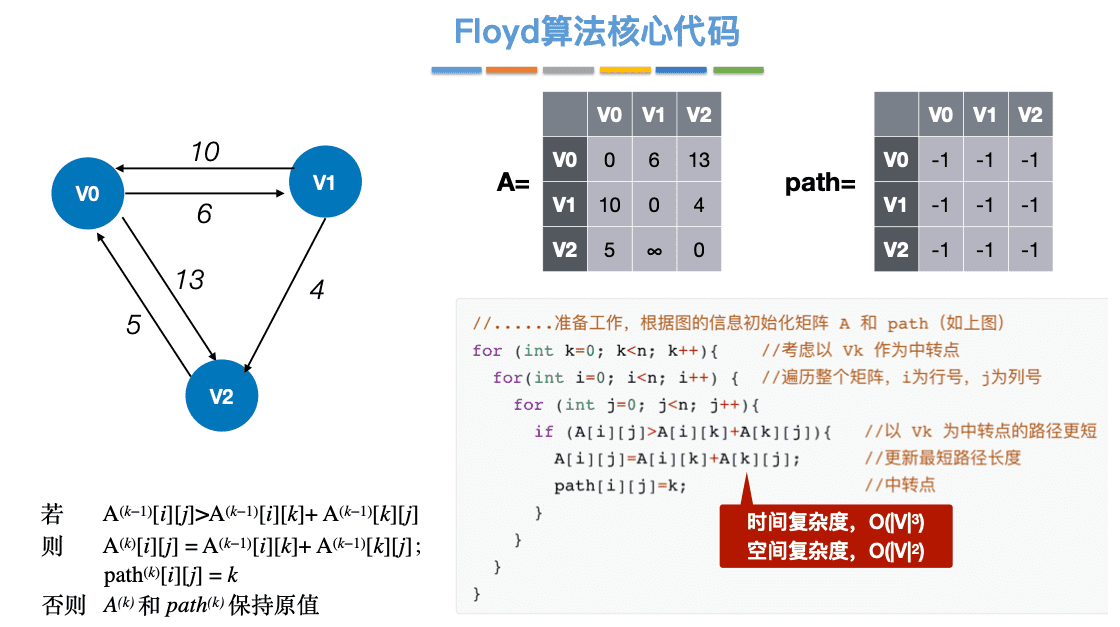 Floyd算法核心代码
10
V0
V1
6
13
5
4
V2
A=
V0 V1 V2
V0 0 6 13
V1 10 0 4
V2 5 ∞ 0
path=
V0 V1 V2
V0 -1 -1 -1
V1 -1 -1 -1
V2 -1 -1 -1
//......准备工作，根据图的信息初始化矩阵 A 和 path（如上图）
for (int k=0; k<n; k++){ //考虑以 Vk 作为中转点
for(int i=0; i<n; i++) { //遍历整个矩阵，i为行号，j为列号
for (int j=0; j<n; j++){
if (A[i][j]>A[i][k]+A[k][j]){ //以 Vk 为中转点的路径更短
A[i][j]=A[i][k]+A[k][j]; //更新最短路径长度
path[i][j]=k; //中转点
}
}
}
}
时间复杂度，O(|V|³)
空间复杂度，O(|V|²)
若 A⁽ᵏ⁻¹⁾[i][j]>A⁽ᵏ⁻¹⁾[i][k]+ A⁽ᵏ⁻¹⁾[k][j]
则 A⁽ᵏ⁾[i][j] = A⁽ᵏ⁻¹⁾[i][k]+ A⁽ᵏ⁻¹⁾[k][j];
path⁽ᵏ⁾[i][j] = k
否则 A⁽ᵏ⁾ 和 path⁽ᵏ⁾ 保持原值